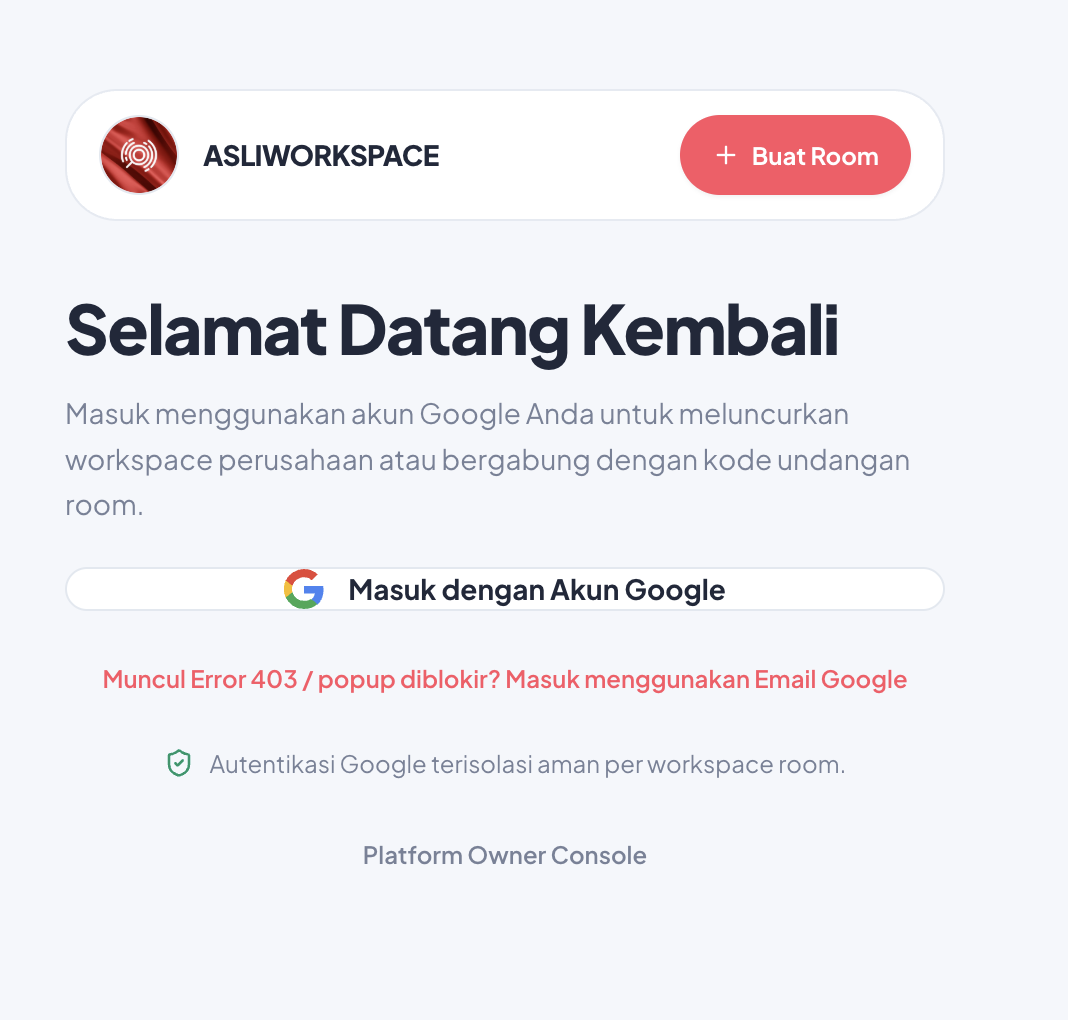 ASLIWORKSPACE
Buat Room
Selamat Datang Kembali
Masuk menggunakan akun Google Anda untuk meluncurkan
workspace perusahaan atau bergabung dengan kode undangan
room.
Masuk dengan Akun Google
Muncul Error 403 / popup diblokir? Masuk menggunakan Email Google
Autentikasi Google terisolasi aman per workspace room.
Platform Owner Console